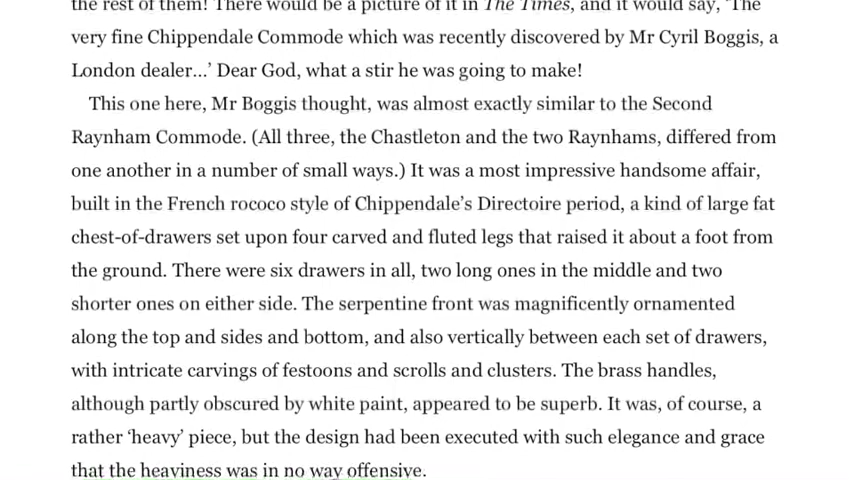 the rest of them! There would be a picture of it in The Times, and it would say, ‘The
very fine Chippendale Commode which was recently discovered by Mr Cyril Boggis, a
London dealer...’ Dear God, what a stir he was going to make!
This one here, Mr Boggis thought, was almost exactly similar to the Second
Raynham Commode. (All three, the Chastleton and the two Raynhams, differed from
one another in a number of small ways.) It was a most impressive handsome affair,
built in the French rococo style of Chippendale’s Directoire period, a kind of large fat
chest-of-drawers set upon four carved and fluted legs that raised it about a foot from
the ground. There were six drawers in all, two long ones in the middle and two
shorter ones on either side. The serpentine front was magnificently ornamented
along the top and sides and bottom, and also vertically between each set of drawers,
with intricate carvings of festoons and scrolls and clusters. The brass handles,
although partly obscured by white paint, appeared to be superb. It was, of course, a
rather ‘heavy’ piece, but the design had been executed with such elegance and grace
that the heaviness was in no way offensive.